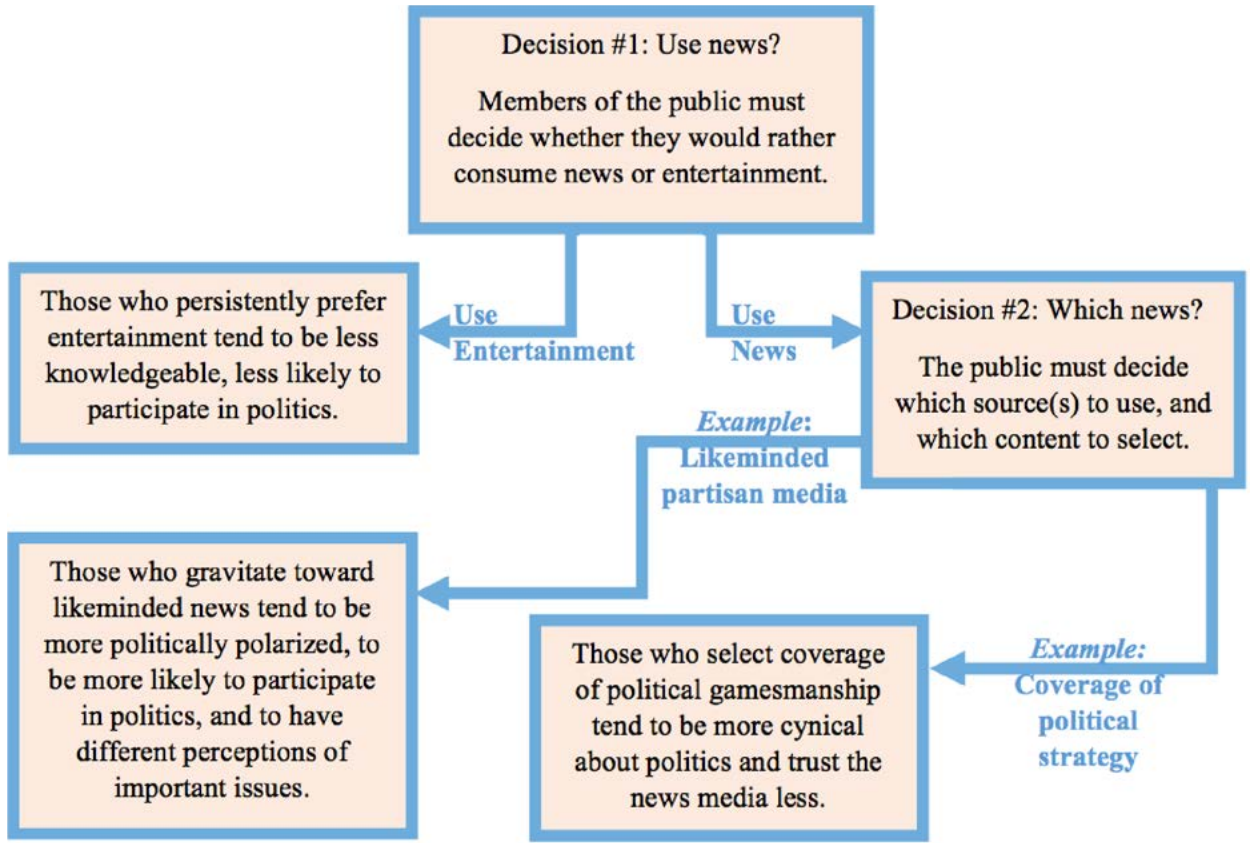 Decision #1: Use news?
Members of the public must
decide whether they would rather
consume news or entertainment.
Those who persistently prefer
entertainment tend to be less
knowledgeable, less likely to
participate in politics.
Use
Entertainment
Use
News
Decision #2: Which news?
The public must decide
which source(s) to use, and
which content to select.
Example:
Likeminded
partisan media
Those who gravitate toward
likeminded news tend to be
more politically polarized, to
be more likely to participate
in politics, and to have
different perceptions of
important issues.
Those who select coverage
of political gamesmanship
tend to be more cynical
about politics and trust the
news media less.
Example:
Coverage of
political
strategy